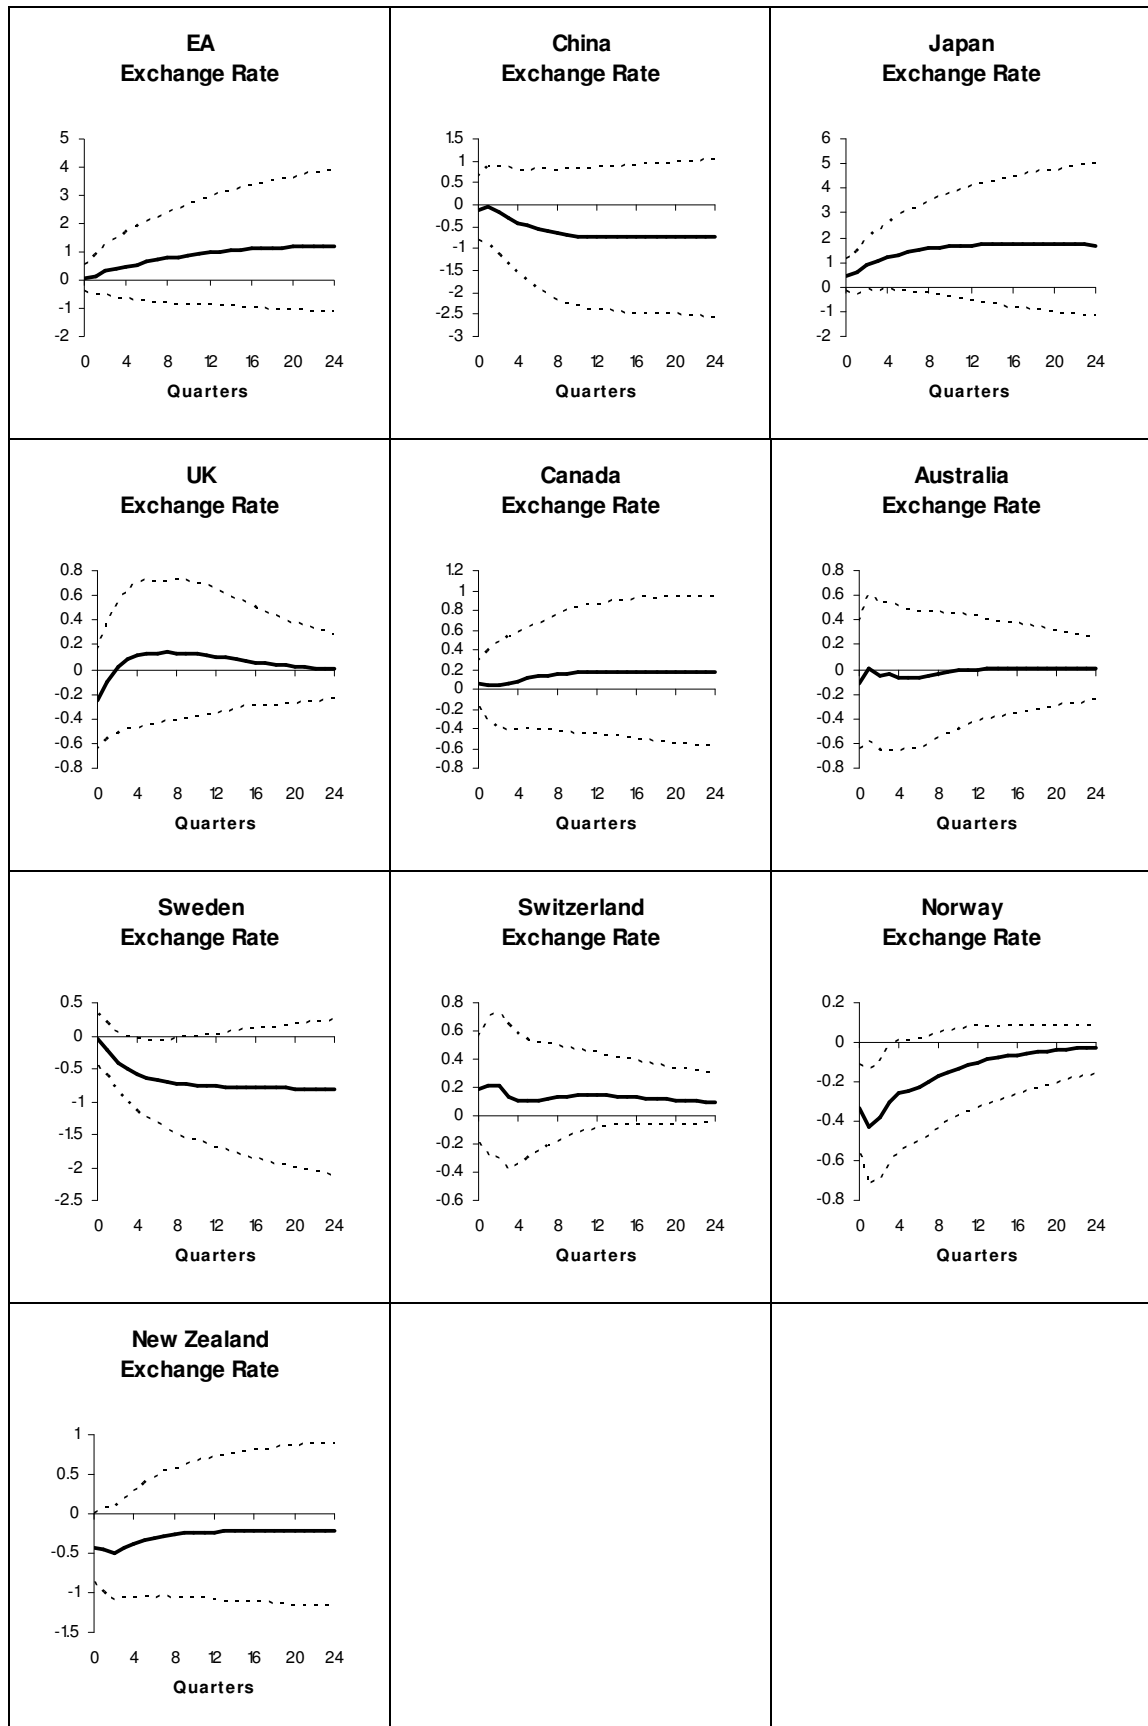 EA
Exchange Rate
5
4
3
2
1
0
-1
-2
0 4 8 12 16 20 24
Quarters
China
Exchange Rate
1.5
1
0.5
0
-0.5
-1
-1.5
-2
-2.5
-3
0 4 8 12 16 20 24
Quarters
Japan
Exchange Rate
6
5
4
3
2
1
0
-1
-2
0 4 8 12 16 20 24
Quarters
UK
Exchange Rate
0.8
0.6
0.4
0.2
0
-0.2
-0.4
-0.6
-0.8
0 4 8 12 16 20 24
Quarters
Canada
Exchange Rate
1.2
1
0.8
0.6
0.4
0.2
0
-0.2
-0.4
-0.6
-0.8
0 4 8 12 16 20 24
Quarters
Australia
Exchange Rate
0.8
0.6
0.4
0.2
0
-0.2
-0.4
-0.6
-0.8
0 4 8 12 16 20 24
Quarters
Sweden
Exchange Rate
0.5
0
-0.5
-1
-1.5
-2
-2.5
0 4 8 12 16 20 24
Quarters
Switzerland
Exchange Rate
0.8
0.6
0.4
0.2
0
-0.2
-0.4
-0.6
0 4 8 12 16 20 24
Quarters
Norway
Exchange Rate
0.2
0
-0.2
-0.4
-0.6
-0.8
0 4 8 12 16 20 24
Quarters
New Zealand
Exchange Rate
1
0.5
0
-0.5
-1
-1.5
0 4 8 12 16 20 24
Quarters